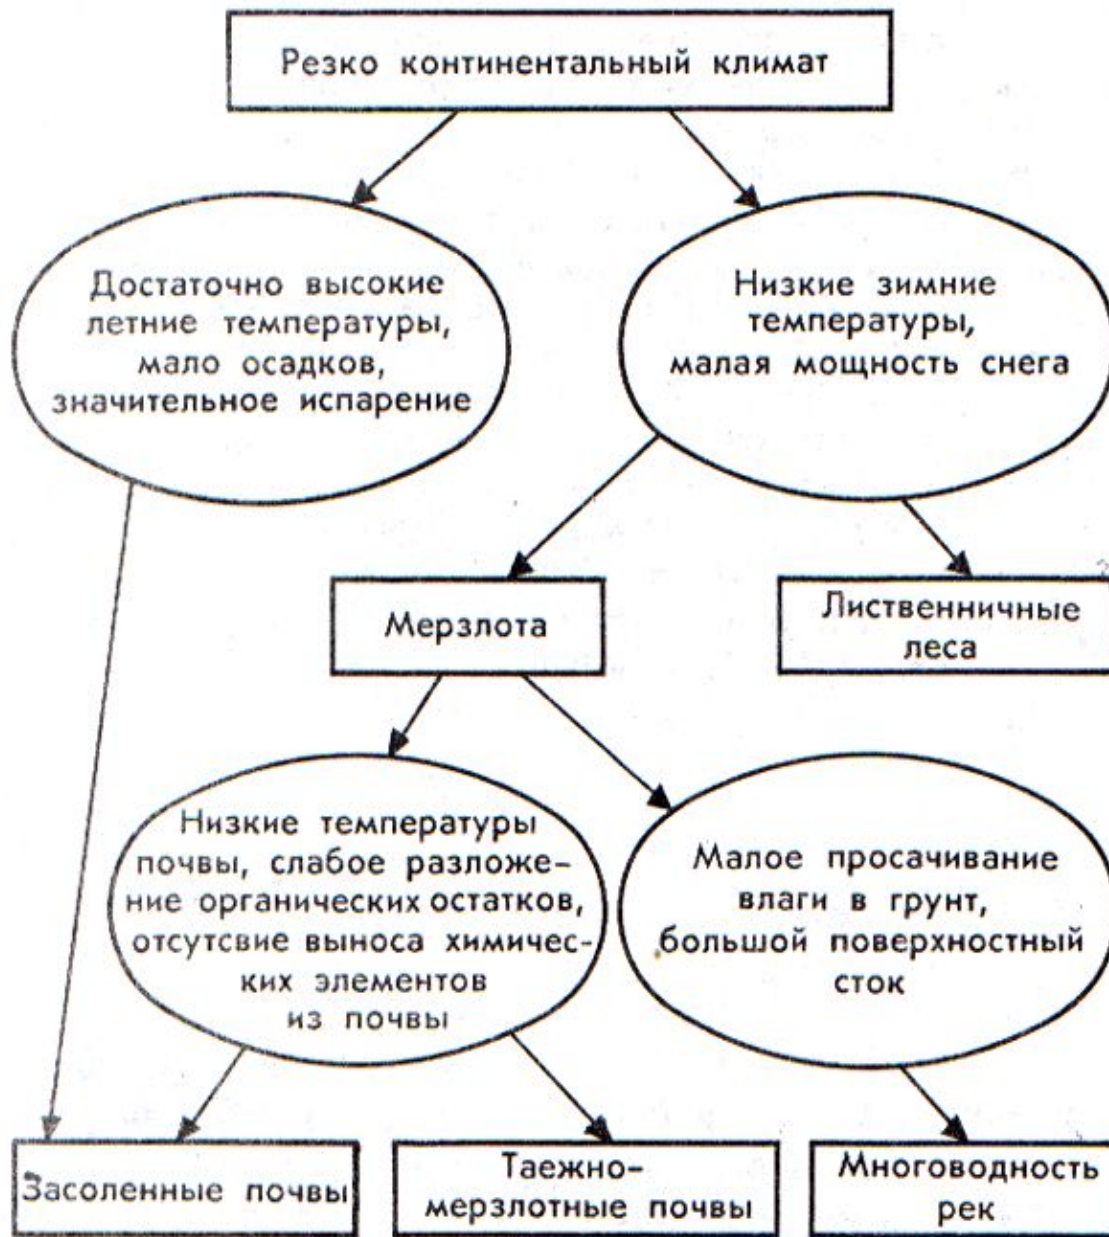 Резко континентальный климат
Достаточно высокие
летние температуры,
мало осадков,
значительное испарение
Низкие зимние
температуры,
малая мощность снега
Мерзлота
Лиственничные
леса
Низкие температуры
почвы, слабое разложе-
ние органических остатков,
отсутсвие выноса химичес-
ких элементов
из почвы
Малое просачивание
влаги в грунт,
большой поверхностный
сток
Засоленные почвы
Таежно-
мерзлотные почвы
Многоводность
рек